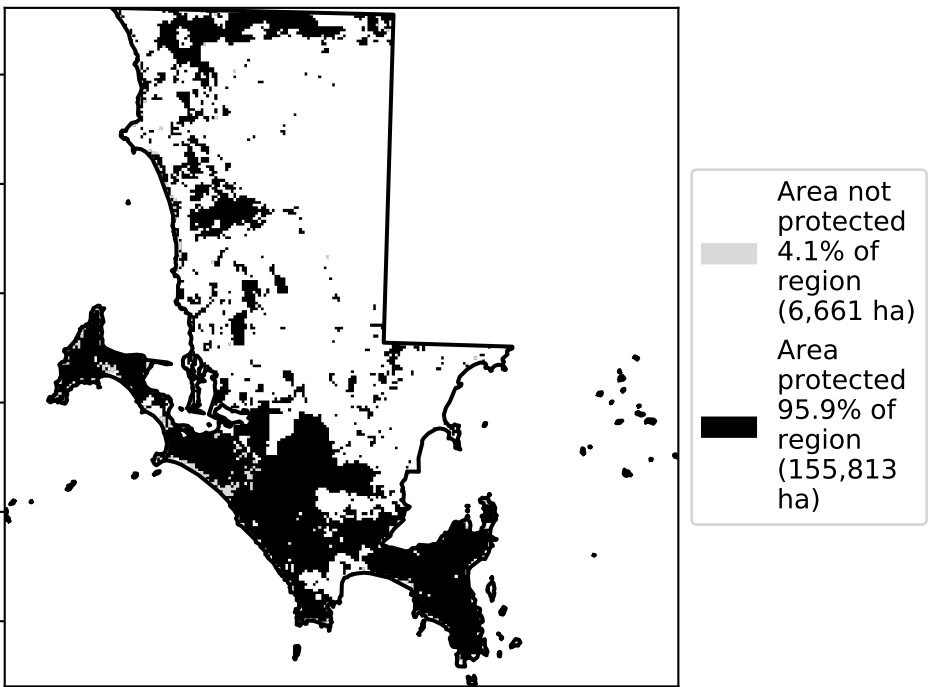 Area not
protected
4.1% of
region
(6,661 ha)
Area
protected
95.9% of
region
(155,813
ha)